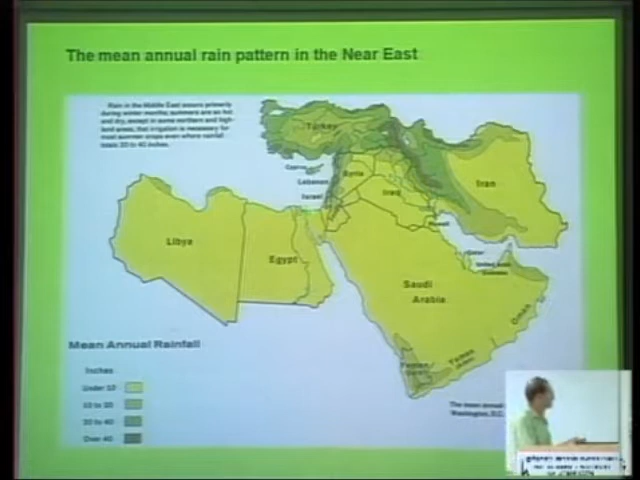 The mean annual rain pattern in the Near East
Rain in the Middle East occurs primarily
during winter months; summers are so hot
and dry, except in some northern and high-
land areas, that irrigation is necessary for
most summer crops even where rainfall
totals 20 to 40 inches.
Turkey
Cyprus
Syria
Lebanon
Israel
Iraq
Iran
Kuwait
Libya
Egypt
Qatar
United Arab
Emirates
Saudi
Arabia
Oman
Yemen
Yemen
Mean Annual Rainfall
Inches
Under 10
10 to 20
20 to 40
Over 40
The mean annual
Washington, D.C.